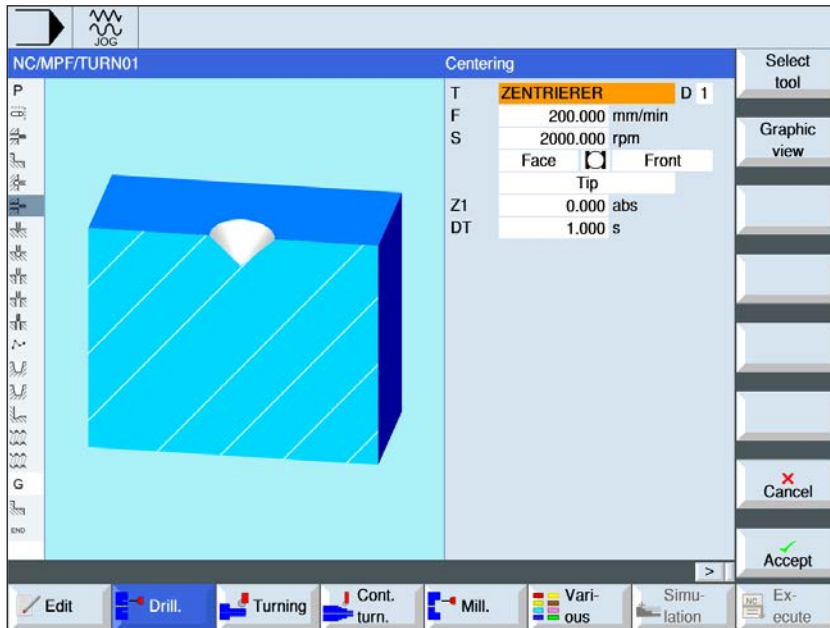 JOG
NC/MPF/TURN01
Centering
P
T ZENTRIERER D 1
F 200.000 mm/min
S 2000.000 rpm
Face Front
Tip
Z1 0.000 abs
DT 1.000 s
G
END
>
Select
tool
Graphic
view
Cancel
Accept
Edit
Drill.
Turning
Cont.
turn.
Mill.
Vari-
ous
Simu-
lation
NC
Ex-
ecute